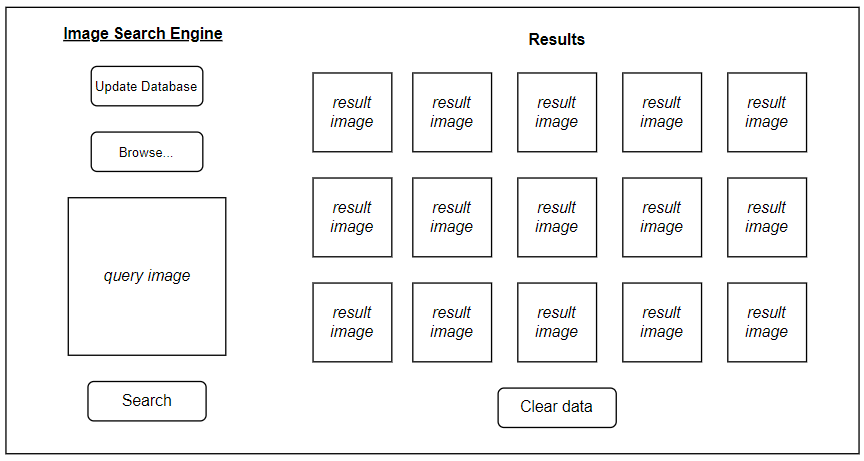 Image Search Engine
Update Database
Browse...
query image
Search
Results
result
image
result
image
result
image
result
image
result
image
result
image
result
image
result
image
result
image
result
image
result
image
result
image
result
image
result
image
result
image
Clear data